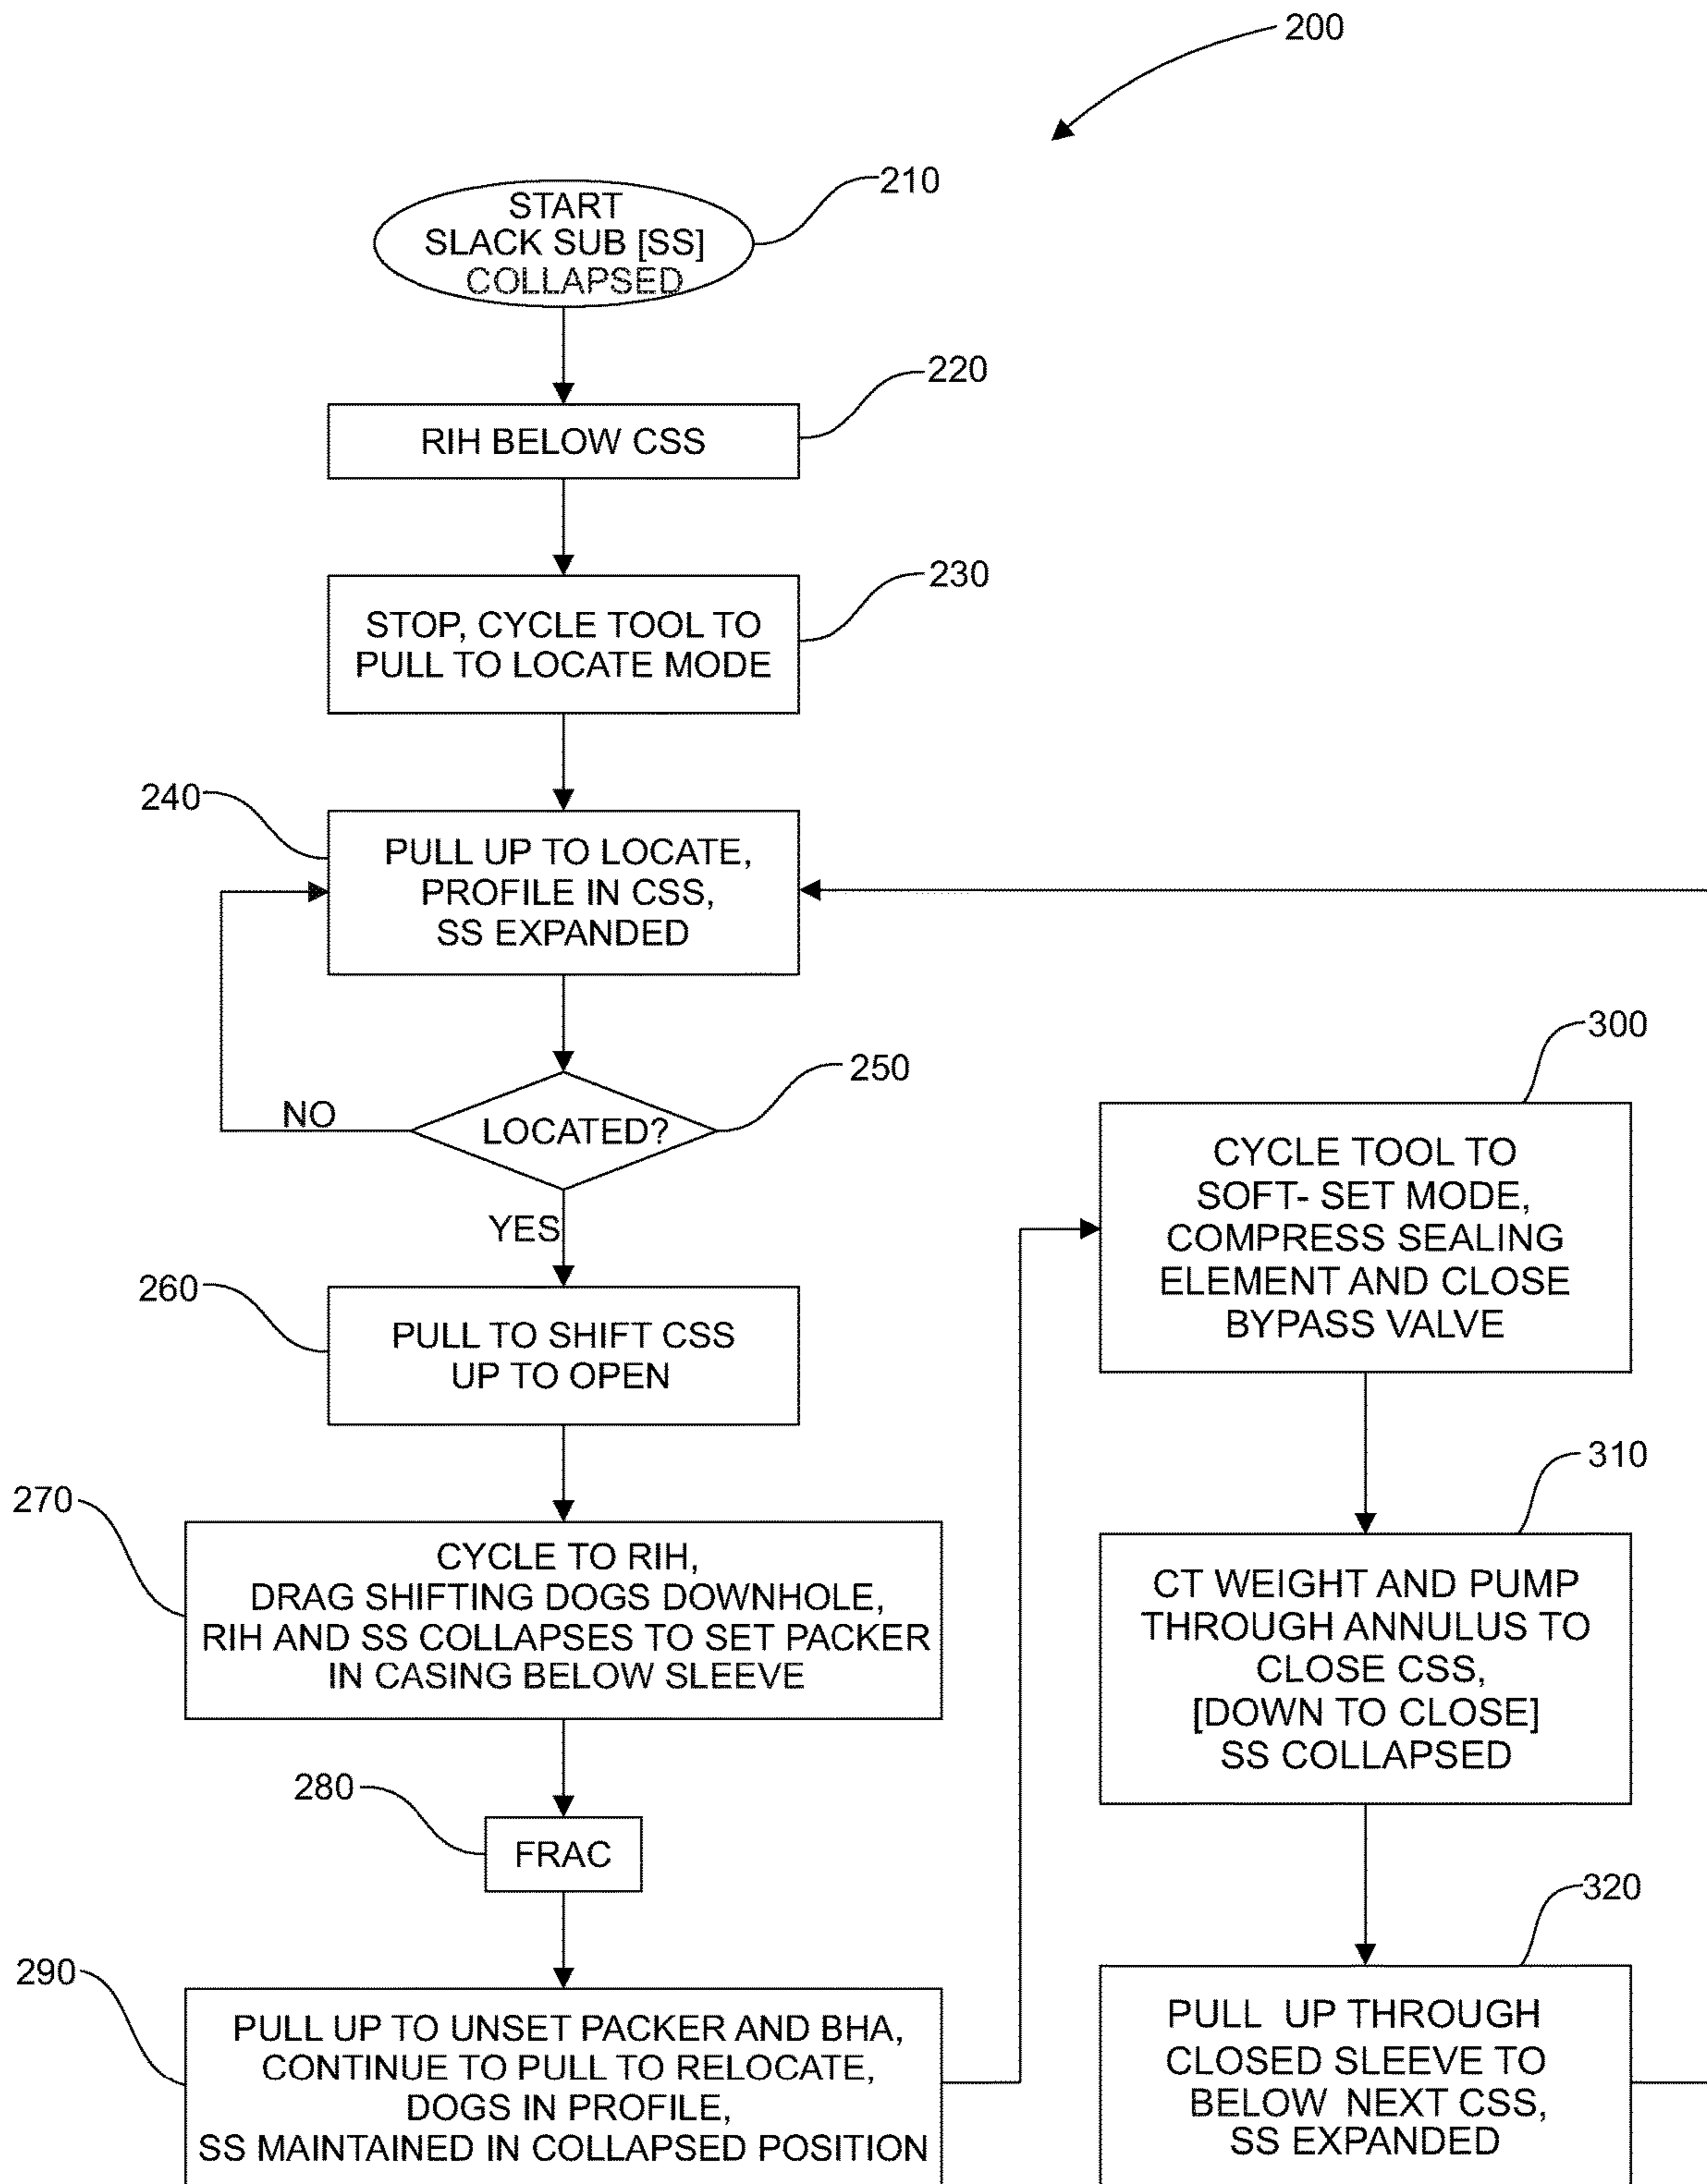 200
210
START
SLACK SUB [SS]
COLLAPSED
220
RIH BELOW CSS
230
STOP, CYCLE TOOL TO
PULL TO LOCATE MODE
240
PULL UP TO LOCATE,
PROFILE IN CSS,
SS EXPANDED
250
LOCATED?
NO
YES
260
PULL TO SHIFT CSS
UP TO OPEN
270
CYCLE TO RIH,
DRAG SHIFTING DOGS DOWNHOLE,
RIH AND SS COLLAPSES TO SET PACKER
IN CASING BELOW SLEEVE
280
FRAC
290
PULL UP TO UNSET PACKER AND BHA,
CONTINUE TO PULL TO RELOCATE,
DOGS IN PROFILE,
SS MAINTAINED IN COLLAPSED POSITION
300
CYCLE TOOL TO
SOFT- SET MODE,
COMPRESS SEALING
ELEMENT AND CLOSE
BYPASS VALVE
310
CT WEIGHT AND PUMP
THROUGH ANNULUS TO
CLOSE CSS,
[DOWN TO CLOSE]
SS COLLAPSED
320
PULL UP THROUGH
CLOSED SLEEVE TO
BELOW NEXT CSS,
SS EXPANDED